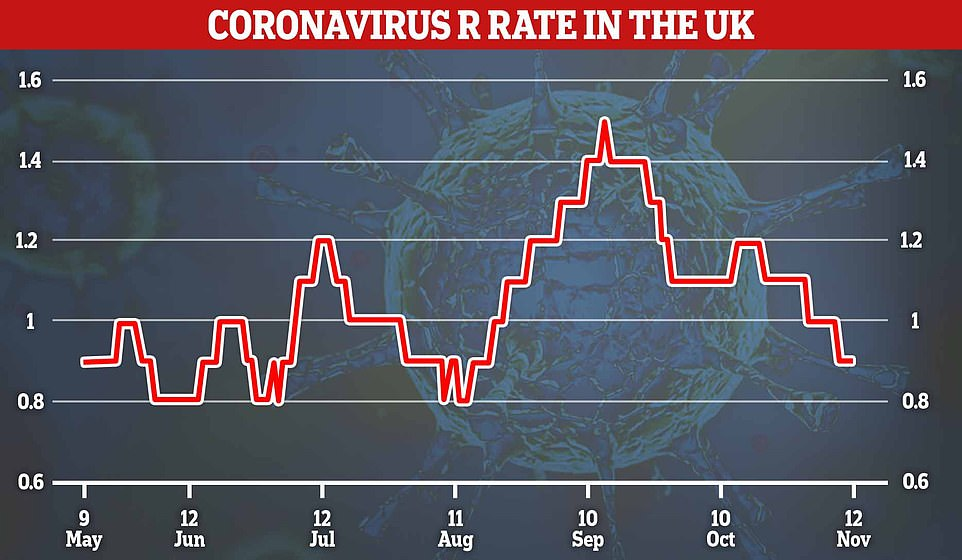 CORONAVIRUS R RATE IN THE UK
1.6 1.6
1.4 1.4
1.2 1.2
1 1
0.8 0.8
0.6 0.6
9 12 12 11 10 10 12
May Jun Jul Aug Sep Oct Nov